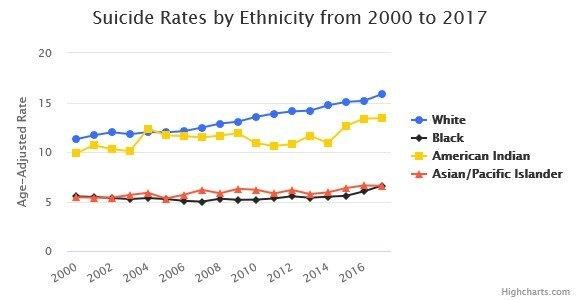 Suicide Rates by Ethnicity from 2000 to 2017
20
15
10
5
0
Age-Adjusted Rate
2000
2002
2004
2006
2008
2010
2012
2014
2016
White
Black
American Indian
Asian/Pacific Islander
Highcharts.com